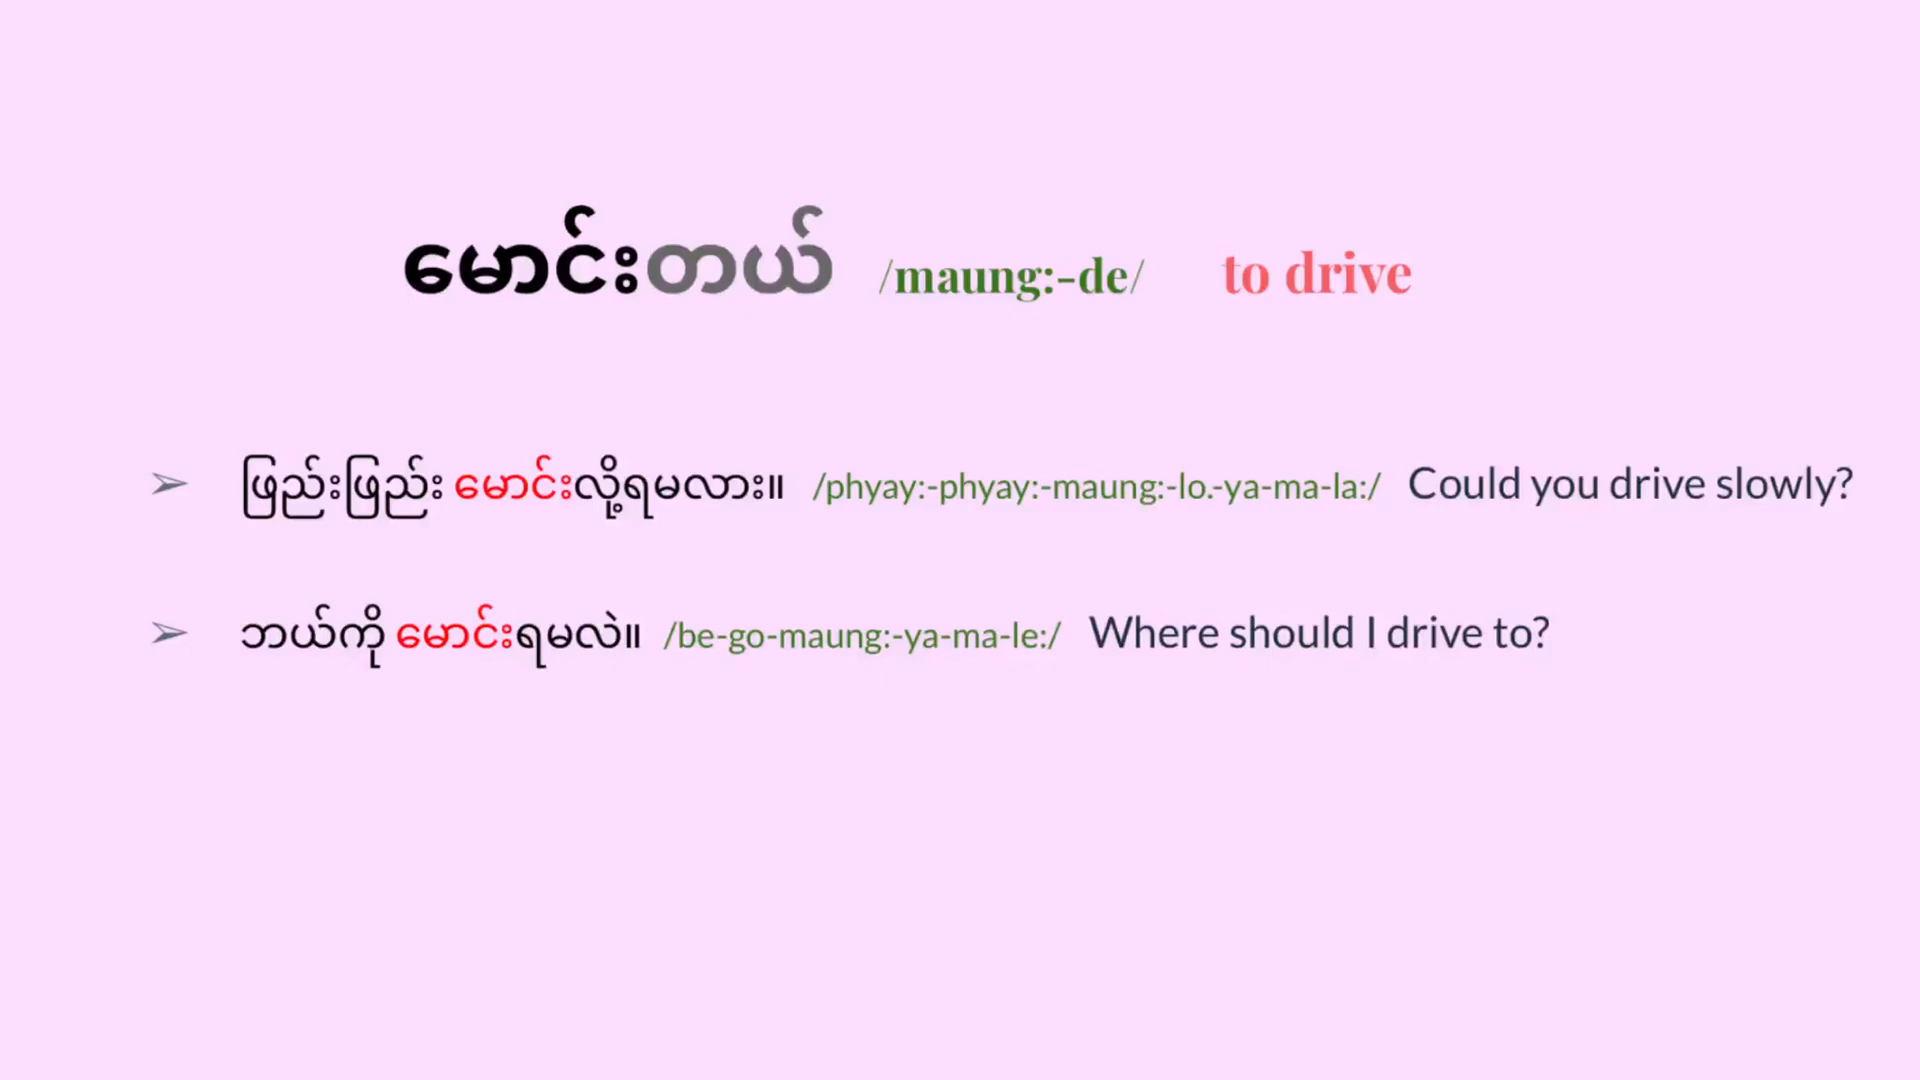 မောင်းတယ် /maung:-de/ to drive
➢ ဖြည်းဖြည်း မောင်းလို့ရမလား။ /phyay:-phyay:-maung:-lo.-ya-ma-la:/ Could you drive slowly?
➢ ဘယ်ကို မောင်းရမလဲ။ /be-go-maung:-ya-ma-le:/ Where should I drive to?